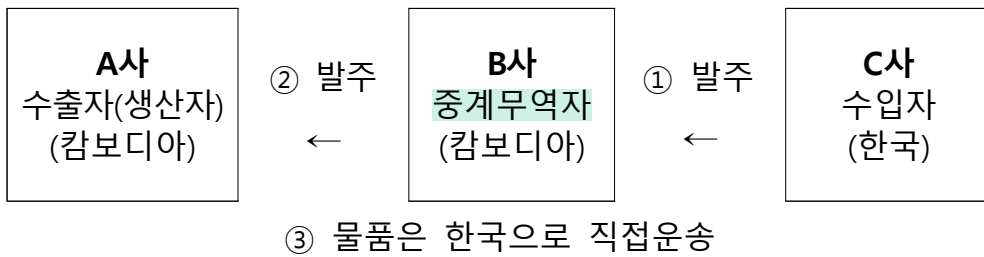 A사
수출자(생산자)
(캄보디아)
② 발주
←
B사
중계무역자
(캄보디아)
① 발주
←
C사
수입자
(한국)
③ 물품은 한국으로 직접운송